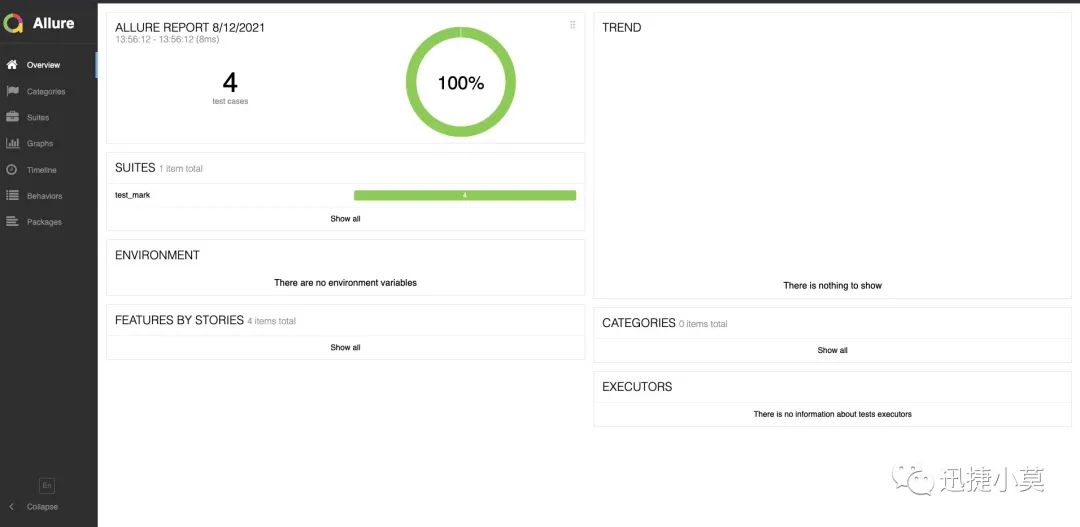 Allure
Overview
Categories
Suites
Graphs
Timeline
Behaviors
Packages
En
Collapse
ALLURE REPORT 8/12/2021
13:56:12 - 13:56:12 (8ms)
4
test cases
100%
SUITES 1 item total
test_mark 4
Show all
ENVIRONMENT
There are no environment variables
FEATURES BY STORIES 4 items total
Show all
TREND
There is nothing to show
CATEGORIES 0 items total
Show all
EXECUTORS
There is no information about tests executors
迅捷小莫